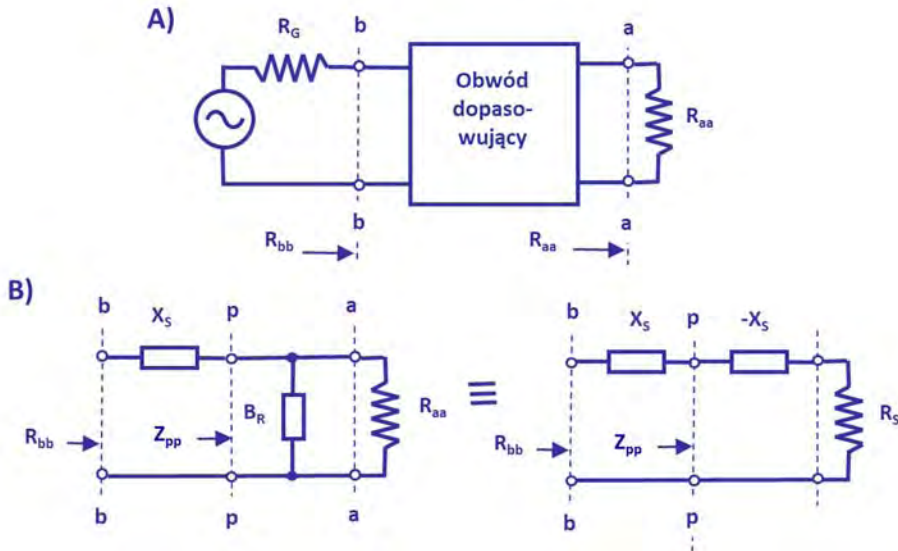 A)
R_G
b
a
Obwód
dopaso-
wujący
R_aa
b
a
R_bb
R_aa
B)
b
X_S
p
a
b
X_S
p
-X_S
B_R
R_aa
≡
R_S
R_bb
Z_pp
R_bb
Z_pp
b
p
a
b
p